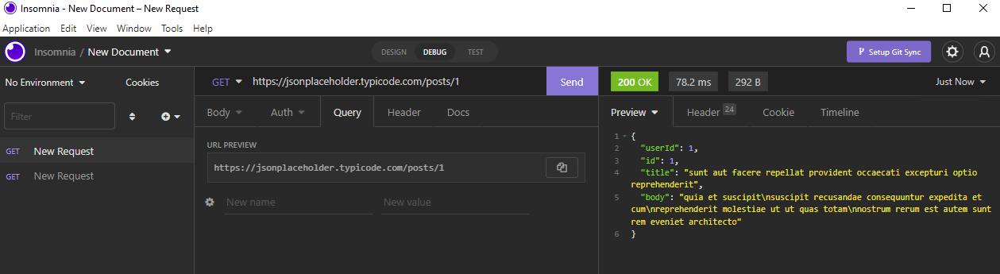 Insomnia - New Document – New Request
Application Edit View Window Tools Help
Insomnia / New Document
DESIGN DEBUG TEST
Setup Git Sync
No Environment Cookies
GET https://jsonplaceholder.typicode.com/posts/1 Send
200 OK 78.2 ms 292 B Just Now
Filter
Body Auth Query Header Docs
Preview Header 24 Cookie Timeline
GET New Request
GET New Request
URL PREVIEW
https://jsonplaceholder.typicode.com/posts/1
New name New value
1 {
2 "userId": 1,
3 "id": 1,
4 "title": "sunt aut facere repellat provident occaecati excepturi optio
reprehenderit",
5 "body": "quia et suscipit\nsuscipit recusandae consequuntur expedita et
cum\nreprehenderit molestiae ut ut quas totam\nnostrum rerum est autem sunt
rem eveniet architecto"
6 }